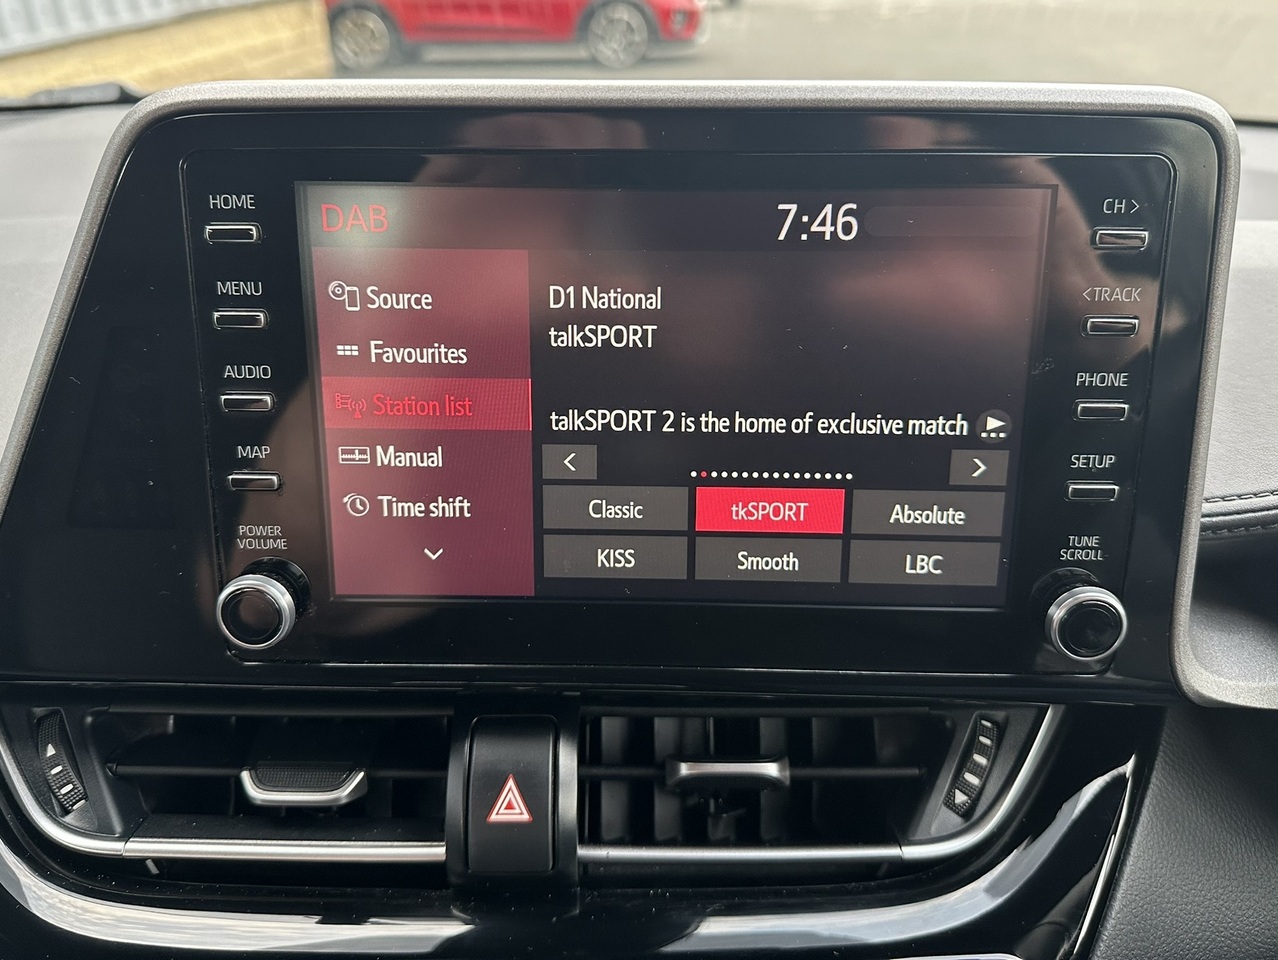 HOME
MENU
AUDIO
MAP
POWER
VOLUME
DAB
7:46
Source
Favourites
Station list
Manual
Time shift
D1 National
talkSPORT
talkSPORT 2 is the home of exclusive match
<
>
Classic
tkSPORT
Absolute
KISS
Smooth
LBC
CH >
<TRACK
PHONE
SETUP
TUNE
SCROLL